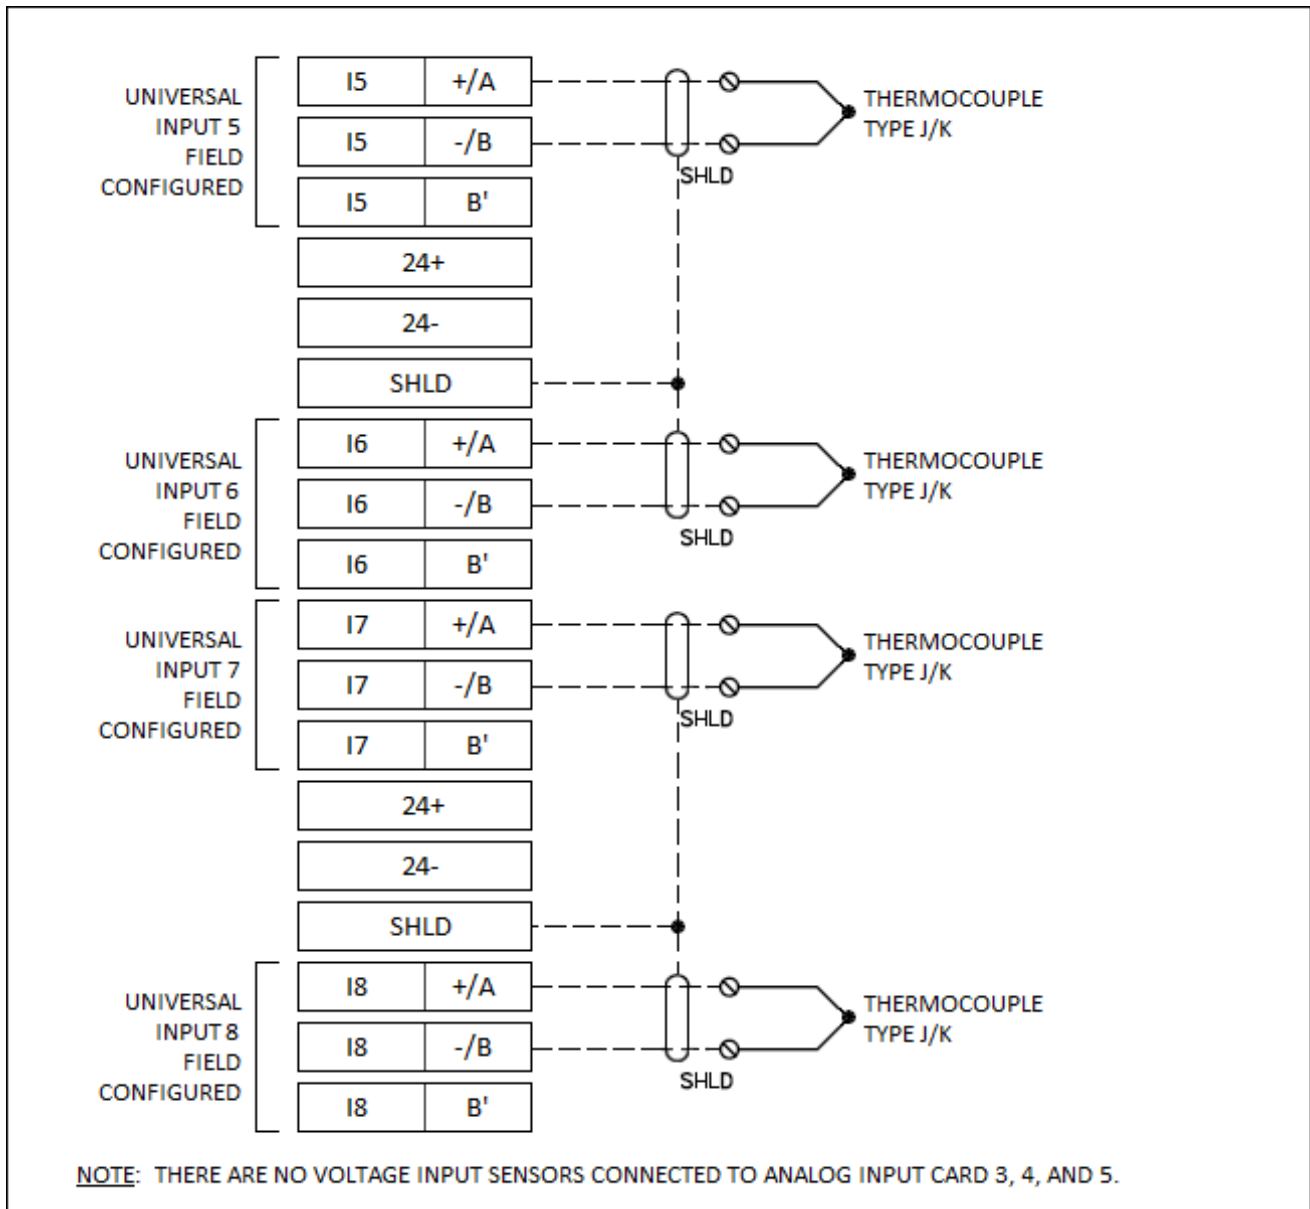 UNIVERSAL
INPUT 5
FIELD
CONFIGURED
I5 +/A
I5 -/B
I5 B'
SHLD
THERMOCOUPLE
TYPE J/K
24+
24-
SHLD
UNIVERSAL
INPUT 6
FIELD
CONFIGURED
I6 +/A
I6 -/B
I6 B'
SHLD
THERMOCOUPLE
TYPE J/K
UNIVERSAL
INPUT 7
FIELD
CONFIGURED
I7 +/A
I7 -/B
I7 B'
SHLD
THERMOCOUPLE
TYPE J/K
24+
24-
SHLD
UNIVERSAL
INPUT 8
FIELD
CONFIGURED
I8 +/A
I8 -/B
I8 B'
SHLD
THERMOCOUPLE
TYPE J/K
NOTE: THERE ARE NO VOLTAGE INPUT SENSORS CONNECTED TO ANALOG INPUT CARD 3, 4, AND 5.